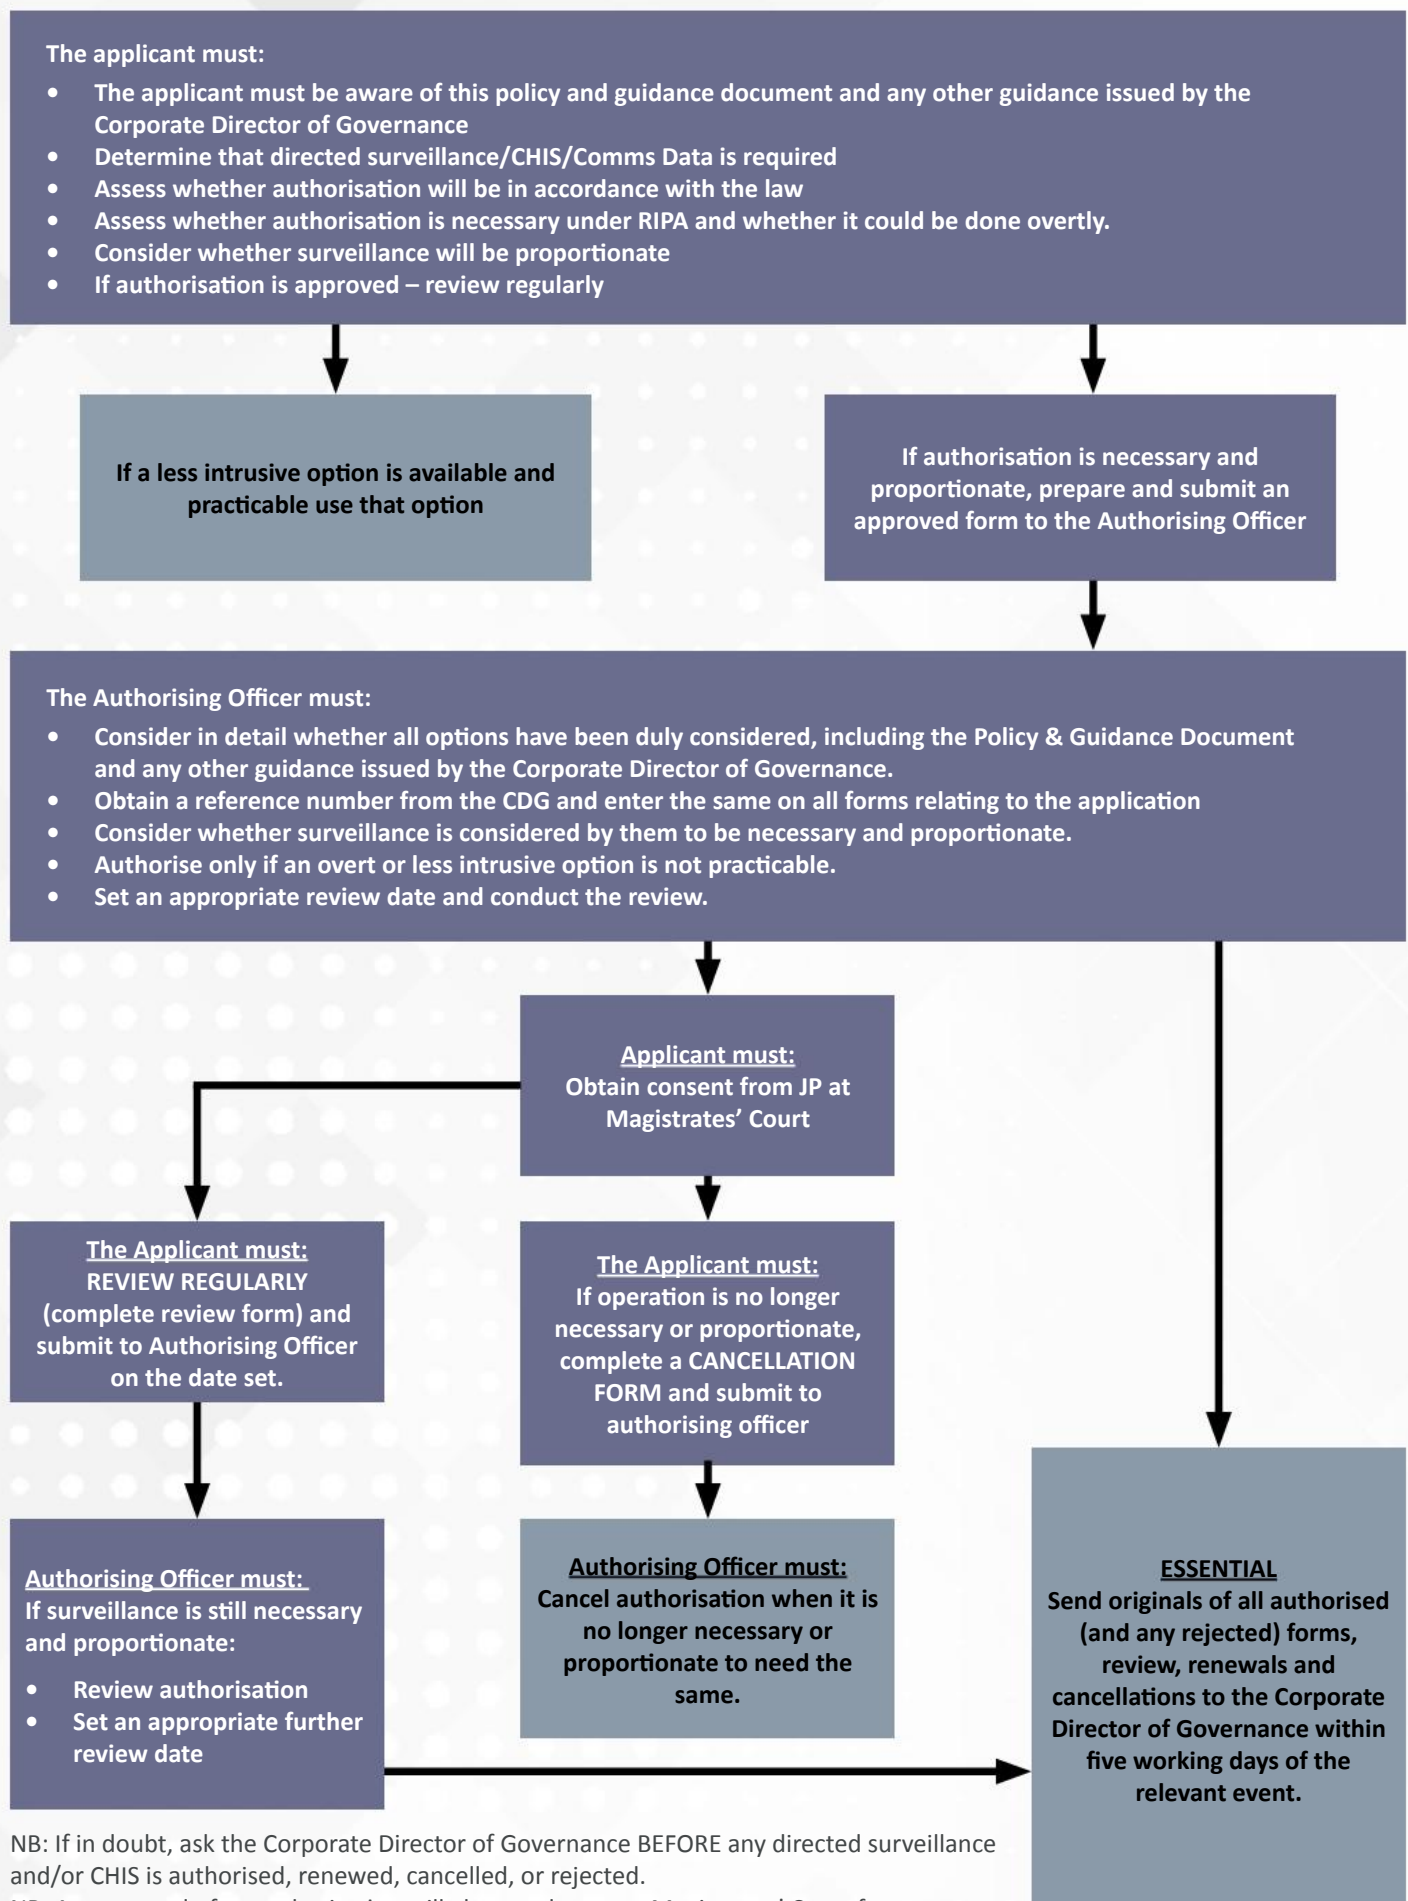 The applicant must:
• The applicant must be aware of this policy and guidance document and any other guidance issued by the
Corporate Director of Governance
• Determine that directed surveillance/CHIS/Comms Data is required
• Assess whether authorisation will be in accordance with the law
• Assess whether authorisation is necessary under RIPA and whether it could be done overtly.
• Consider whether surveillance will be proportionate
• If authorisation is approved – review regularly
If a less intrusive option is available and
practicable use that option
If authorisation is necessary and
proportionate, prepare and submit an
approved form to the Authorising Officer
The Authorising Officer must:
• Consider in detail whether all options have been duly considered, including the Policy & Guidance Document
and any other guidance issued by the Corporate Director of Governance.
• Obtain a reference number from the CDG and enter the same on all forms relating to the application
• Consider whether surveillance is considered by them to be necessary and proportionate.
• Authorise only if an overt or less intrusive option is not practicable.
• Set an appropriate review date and conduct the review.
Applicant must:
Obtain consent from JP at
Magistrates’ Court
The Applicant must:
REVIEW REGULARLY
(complete review form) and
submit to Authorising Officer
on the date set.
The Applicant must:
If operation is no longer
necessary or proportionate,
complete a CANCELLATION
FORM and submit to
authorising officer
Authorising Officer must:
If surveillance is still necessary
and proportionate:
• Review authorisation
• Set an appropriate further
review date
Authorising Officer must:
Cancel authorisation when it is
no longer necessary or
proportionate to need the
same.
ESSENTIAL
Send originals of all authorised
(and any rejected) forms,
review, renewals and
cancellations to the Corporate
Director of Governance within
five working days of the
relevant event.
NB: If in doubt, ask the Corporate Director of Governance BEFORE any directed surveillance
and/or CHIS is authorised, renewed, cancelled, or rejected.